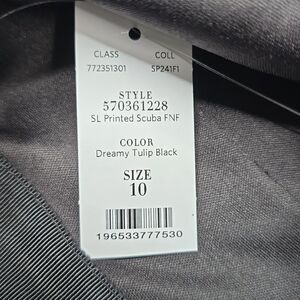 CLASS COLL
772351301 SP241F1
STYLE
570361228
SL Printed Scuba FNF
COLOR
Dreamy Tulip Black
SIZE
10
196533777530